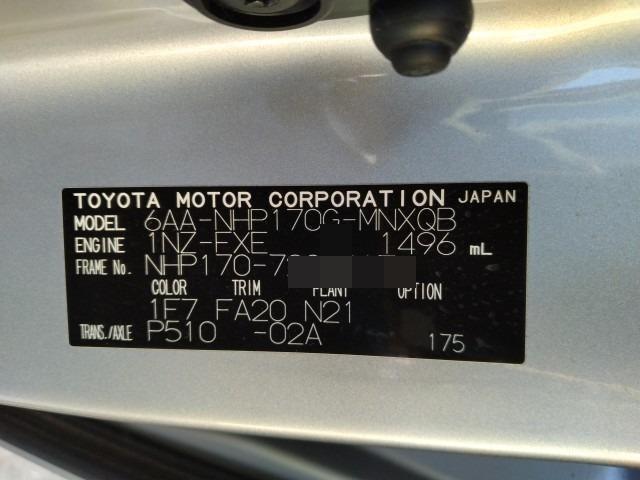 TOYOTA MOTOR CORPORATION JAPAN
MODEL 6AA-NHP170G-MNXQB
ENGINE 1NZ-FXE 1496 mL
FRAME No. NHP170-7
COLOR TRIM PLANT OPTION
1F7 FA20 N21
TRANS./AXLE P510 -02A 175